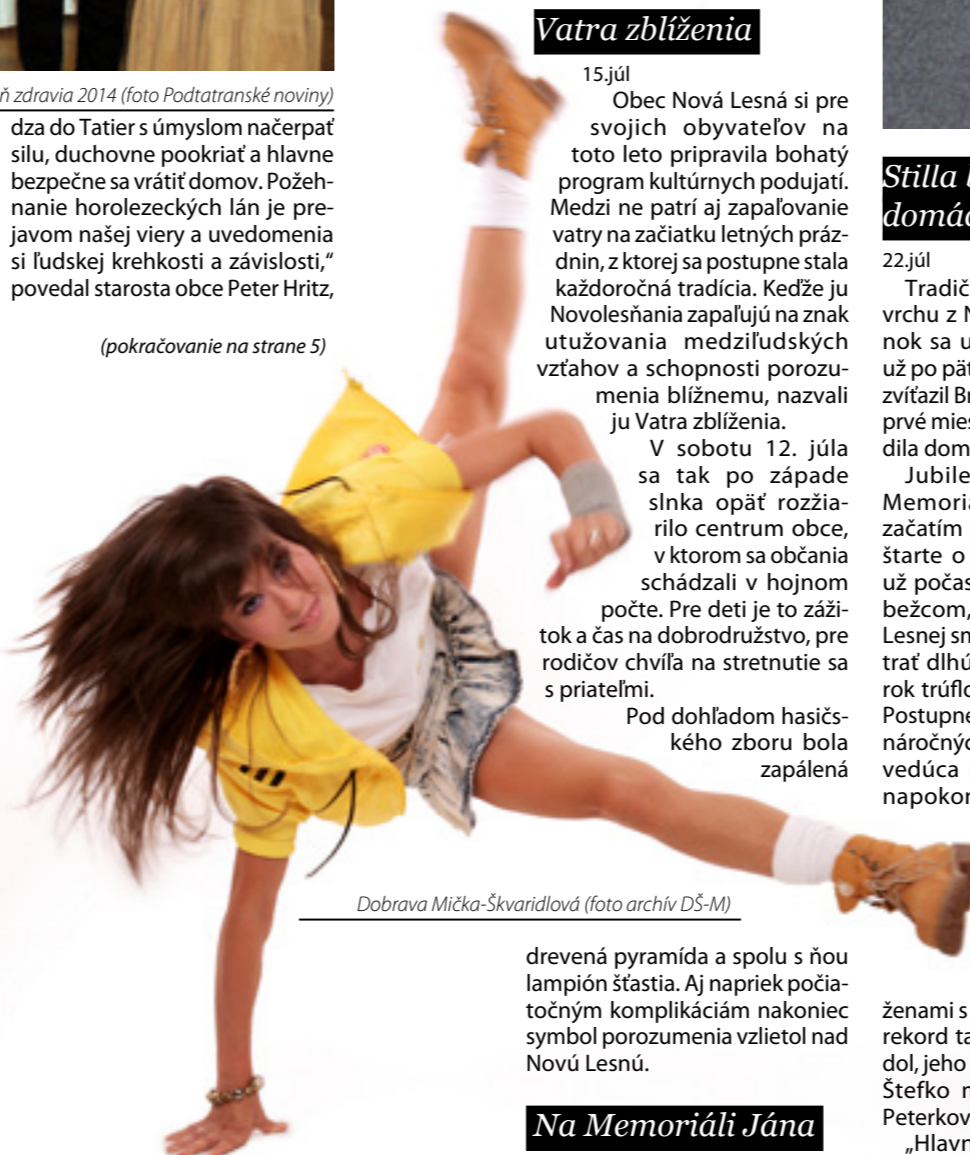 ň zdravia 2014 (foto Podtatranské noviny)
dza do Tatier s úmyslom načerpať
silu, duchovne pookriať a hlavne
bezpečne sa vrátiť domov. Požeh-
nanie horolezeckých lán je pre-
javom našej viery a uvedomenia
si ľudskej krehkosti a závislosti,“
povedal starosta obce Peter Hritz,
(pokračovanie na strane 5)
Vatra zblíženia
15.júl
Obec Nová Lesná si pre
svojich obyvateľov na
toto leto pripravila bohatý
program kultúrnych podujatí.
Medzi ne patrí aj zapaľovanie
vatry na začiatku letných práz-
dnin, z ktorej sa postupne stala
každoročná tradícia. Keďže ju
Novolesňania zapaľujú na znak
utužovania medziľudských
vzťahov a schopnosti porozu-
menia blížnemu, nazvali
ju Vatra zblíženia.
V sobotu 12. júla
sa tak po západe
slnka opäť rozžia-
rilo centrum obce,
v ktorom sa občania
schádzali v hojnom
počte. Pre deti je to záži-
tok a čas na dobrodružstvo, pre
rodičov chvíľa na stretnutie sa
s priateľmi.
Pod dohľadom hasičs-
kého zboru bola
zapálená
Dobrava Mička-Škvaridlová (foto archív DŠ-M)
drevená pyramída a spolu s ňou
lampión šťastia. Aj napriek počia-
točným komplikáciám nakoniec
symbol porozumenia vzlietol nad
Novú Lesnú.
Na Memoriáli Jána
Stilla
domá
22.júl
Tradič
vrchu z N
nok sa u
už po pät
zvíťazil Br
prvé mies
dila dom
Jubile
Memoria
začatím
štarte o
už počas
bežcom,
Lesnej sn
trať dlhú
rok trúflo
Postupne
náročnýc
vedúca
napokon
ženami s
rekord ta
dol, jeho
Štefko n
Peterkov
„Hlavn